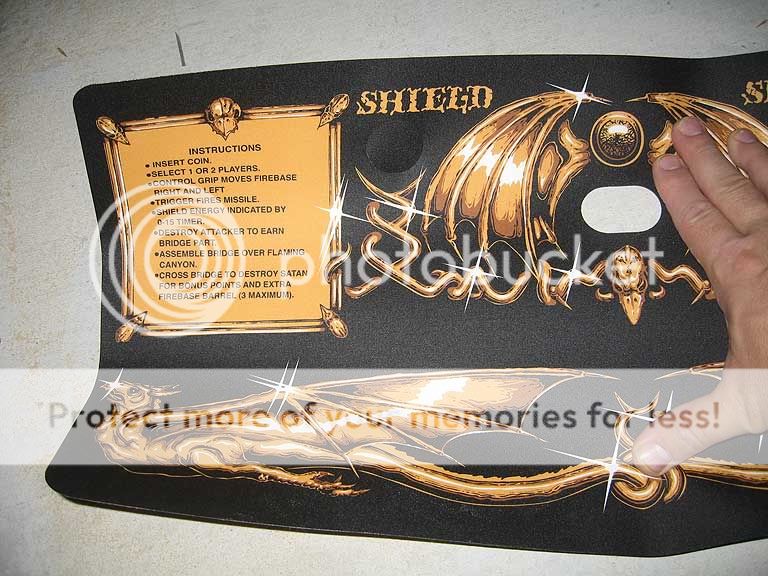 SHIELD
INSTRUCTIONS
• INSERT COIN.
• SELECT 1 OR 2 PLAYERS.
• CONTROL GRIP MOVES FIREBASE
RIGHT AND LEFT
• TRIGGER FIRES MISSILE.
• SHIELD ENERGY INDICATED BY
0-15 TIMER.
• DESTROY ATTACKER TO EARN
BRIDGE PART.
• ASSEMBLE BRIDGE OVER FLAMING
CANYON.
• CROSS BRIDGE TO DESTROY SATAN
FOR BONUS POINTS AND EXTRA
FIREBASE BARREL (3 MAXIMUM).
photobucket
Protect more of your memories for less!